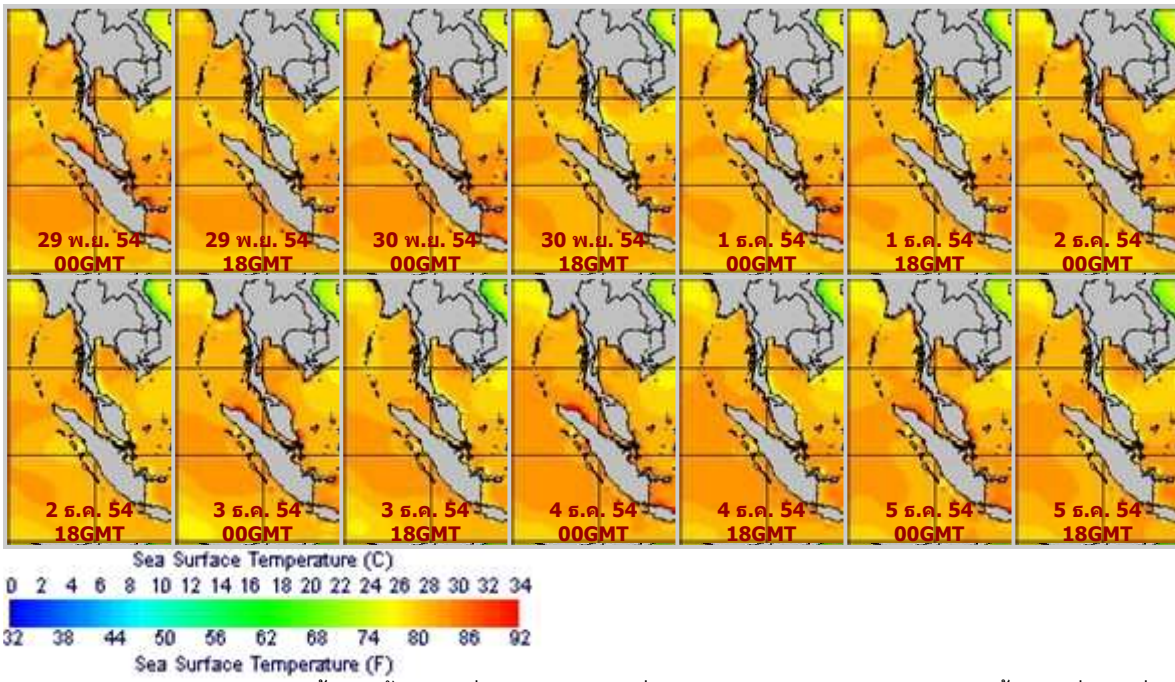 29 พ.ย. 54 29 พ.ย. 54 30 พ.ย. 54 30 พ.ย. 54 1 ธ.ค. 54 1 ธ.ค. 54 2 ธ.ค. 54
00GMT 18GMT 00GMT 18GMT 00GMT 18GMT 00GMT
2 ธ.ค. 54 3 ธ.ค. 54 3 ธ.ค. 54 4 ธ.ค. 54 4 ธ.ค. 54 5 ธ.ค. 54 5 ธ.ค. 54
18GMT 00GMT 18GMT 00GMT 18GMT 00GMT 18GMT
Sea Surface Temperature (C)
0 2 4 6 8 10 12 14 16 18 20 22 24 26 28 30 32 34
32 38 44 50 56 62 68 74 80 86 92
Sea Surface Temperature (F)